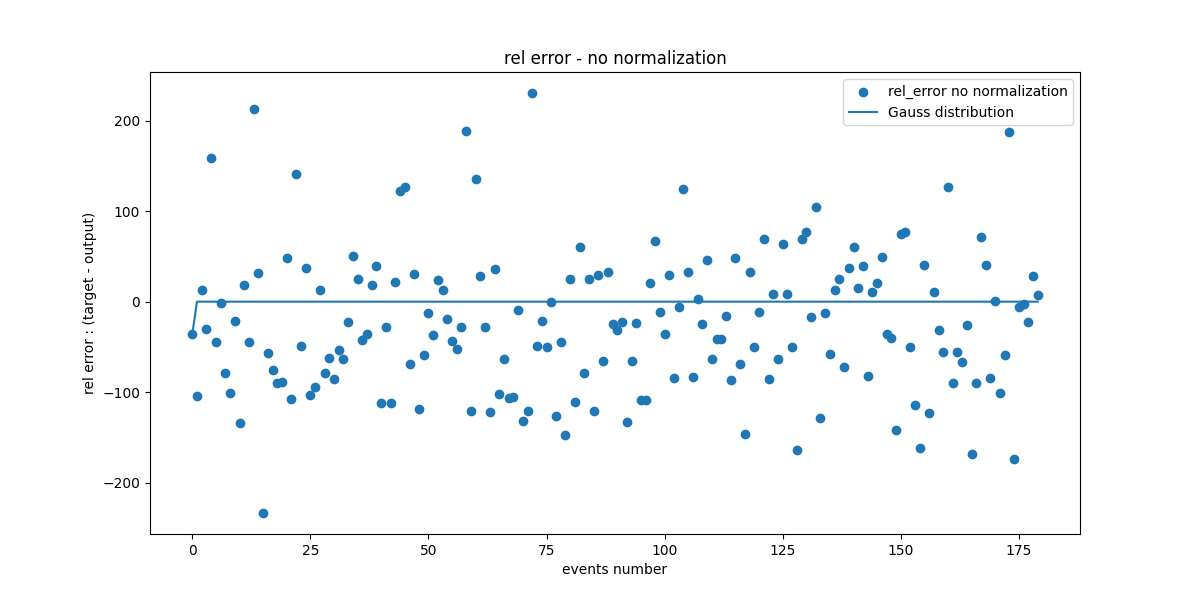 rel error - no normalization
rel_error no normalization
Gauss distribution
200
100
0
−100
−200
rel error : (target - output)
0 25 50 75 100 125 150 175
events number